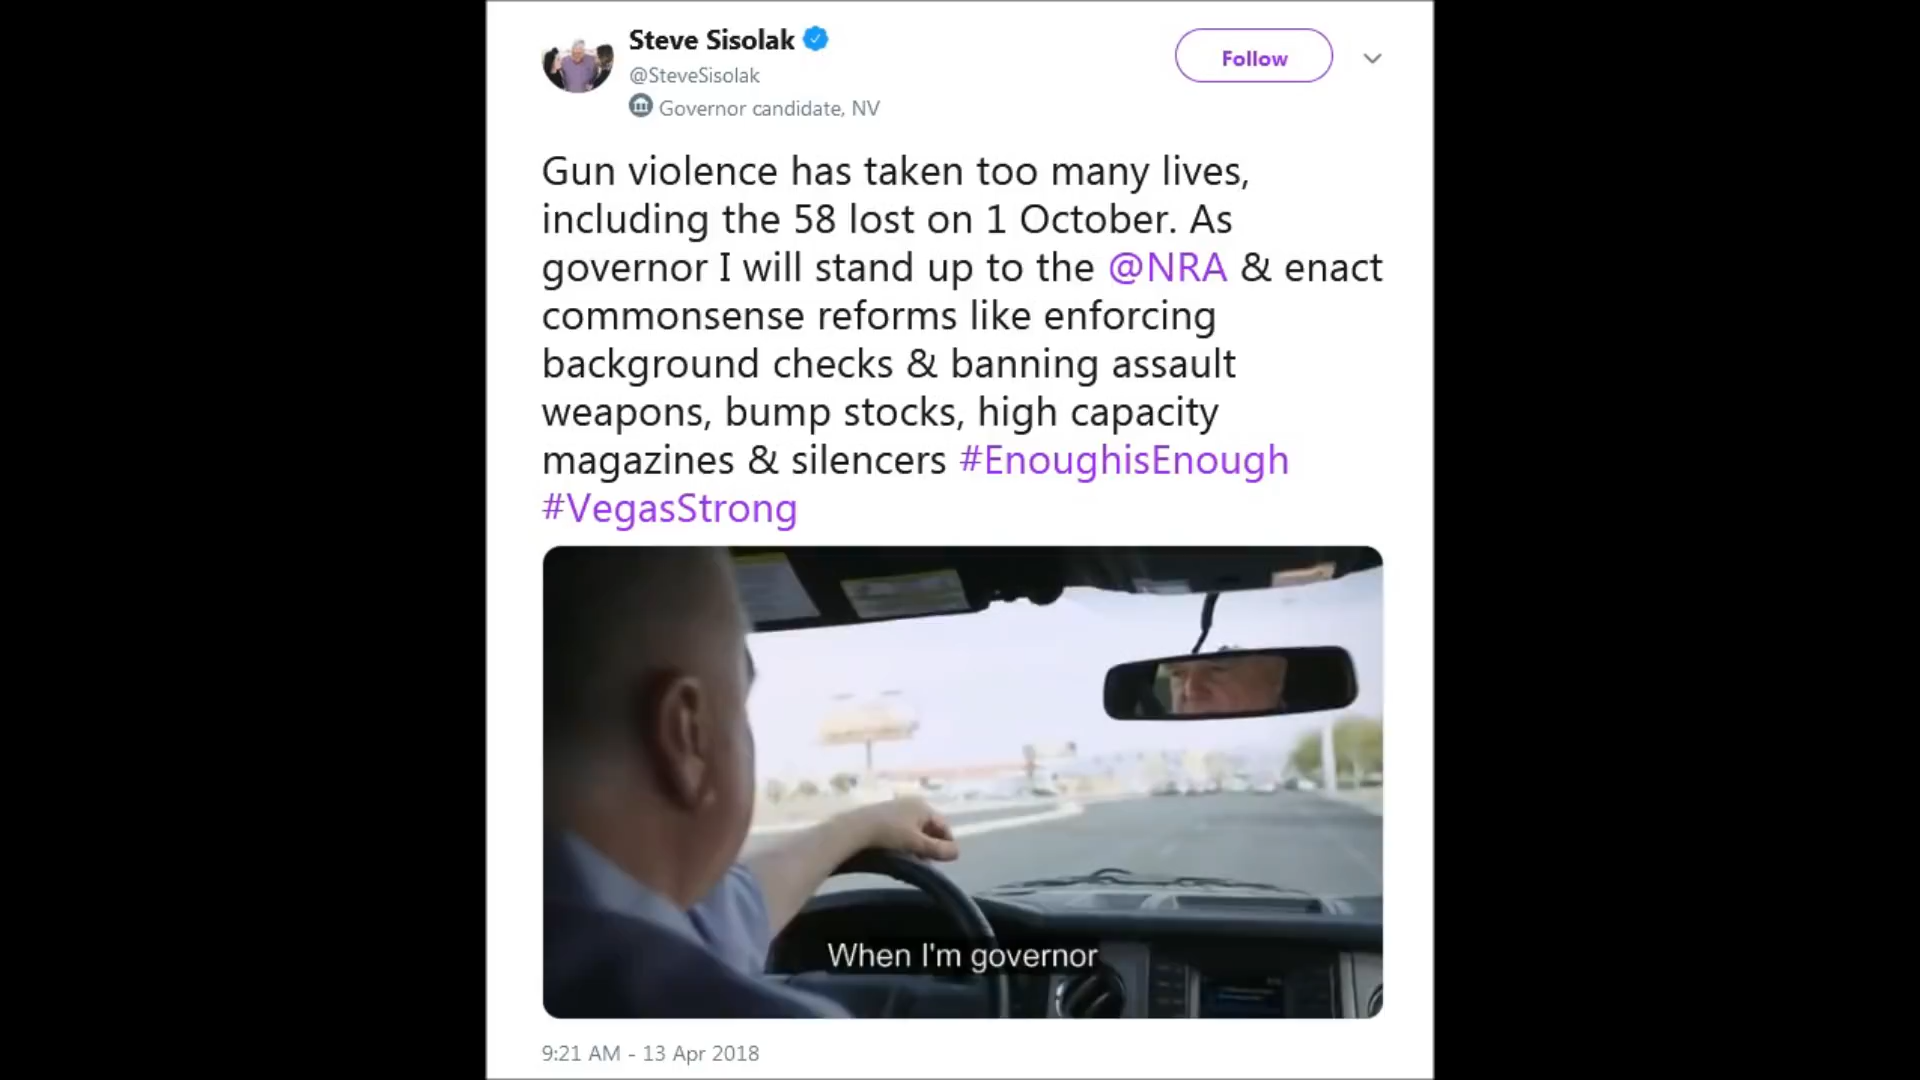 Steve Sisolak
@SteveSisolak
Governor candidate, NV
Follow
Gun violence has taken too many lives,
including the 58 lost on 1 October. As
governor I will stand up to the @NRA & enact
commonsense reforms like enforcing
background checks & banning assault
weapons, bump stocks, high capacity
magazines & silencers #EnoughisEnough
#VegasStrong
When I'm governor
9:21 AM - 13 Apr 2018